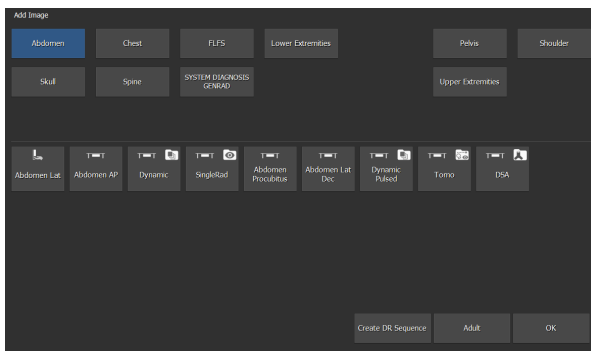 Add Image
Abdomen Chest FLFS Lower Extremities Pelvis Shoulder
Skull Spine SYSTEM DIAGNOSIS GENRAD Upper Extremities
Abdomen Lat
Abdomen AP
Dynamic
SingleRad
Abdomen
Procubitus
Abdomen Lat
Dec
Dynamic
Pulsed
Tomo
DSA
Create DR Sequence Adult OK